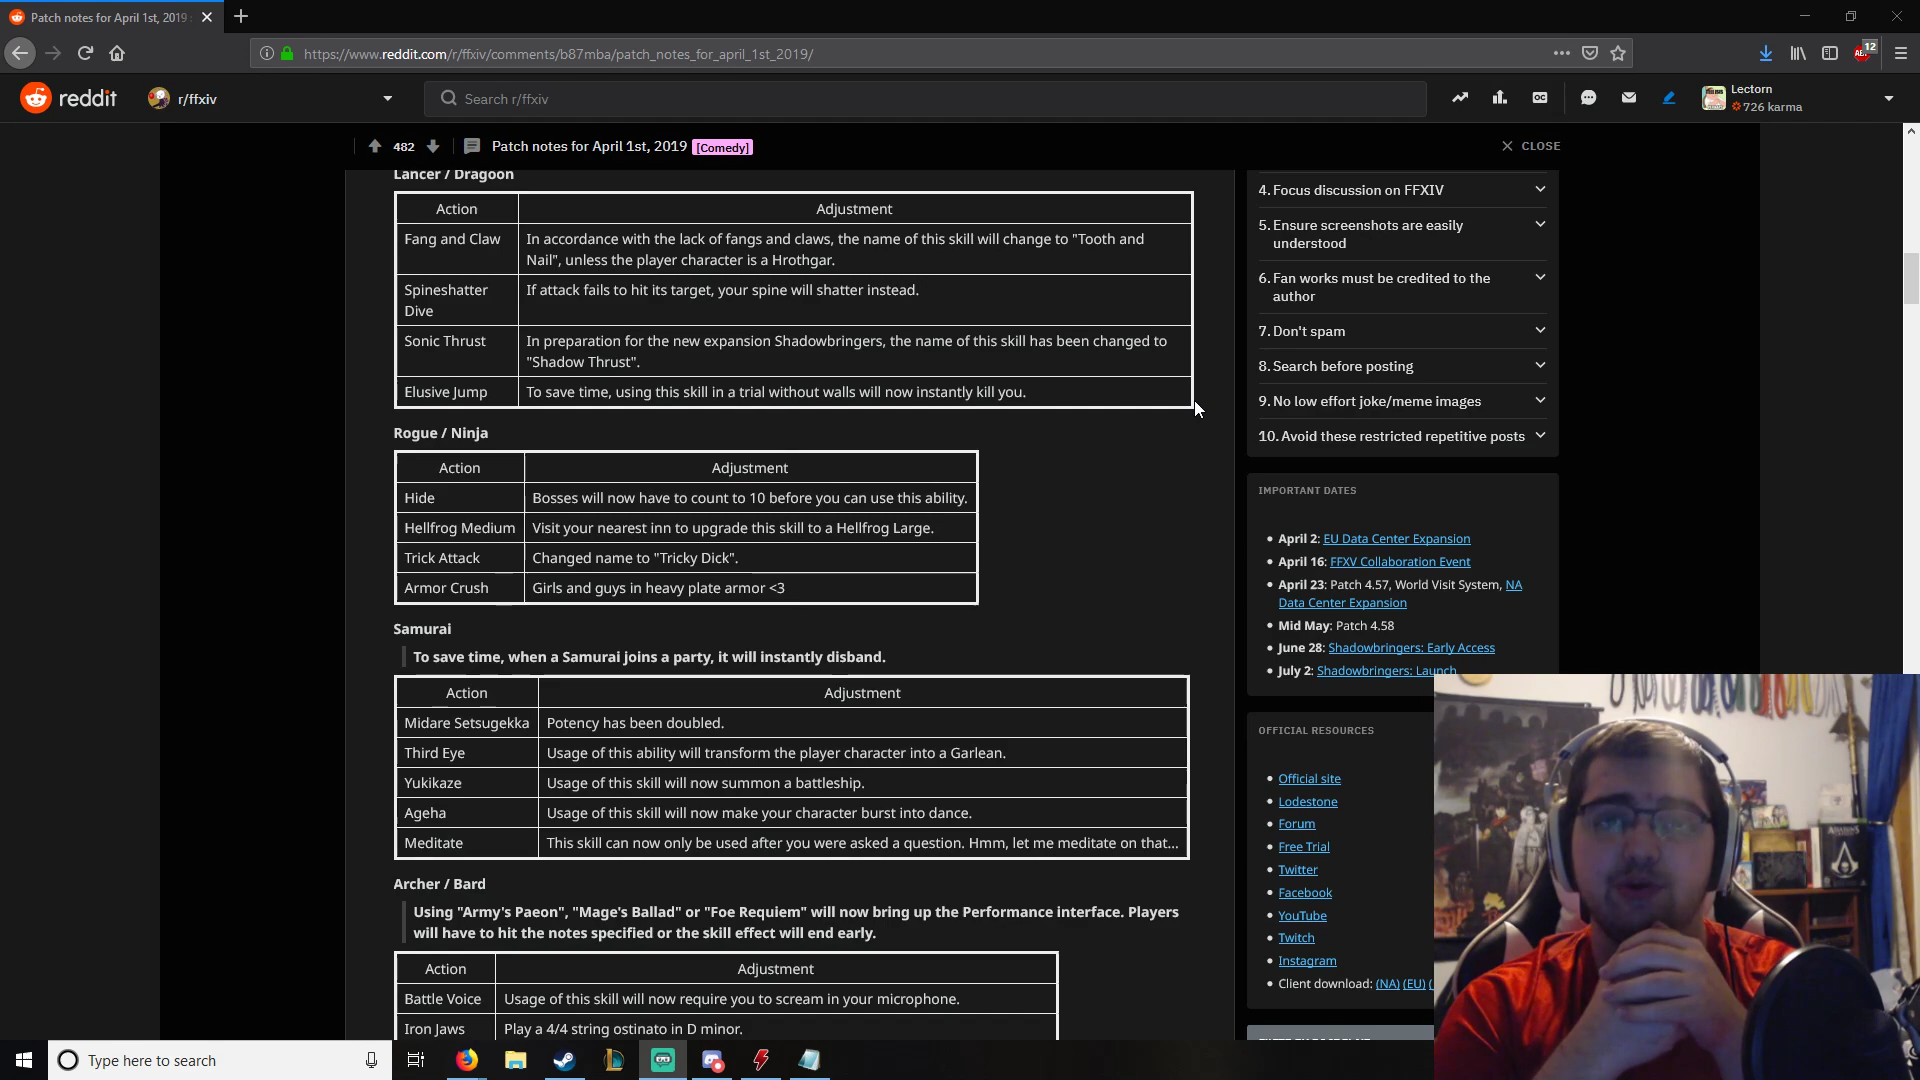 Patch notes for April 1st, 2019
https://www.reddit.com/r/ffxiv/comments/b87mba/patch_notes_for_april_1st_2019/
12
reddit
r/ffxiv
Search r/ffxiv
Lectorn
726 karma
482
Patch notes for April 1st, 2019 [Comedy]
CLOSE
Lancer / Dragoon
Action Adjustment
Fang and Claw In accordance with the lack of fangs and claws, the name of this skill will change to "Tooth and
Nail", unless the player character is a Hrothgar.
Spineshatter If attack fails to hit its target, your spine will shatter instead.
Dive
Sonic Thrust In preparation for the new expansion Shadowbringers, the name of this skill has been changed to
"Shadow Thrust".
Elusive Jump To save time, using this skill in a trial without walls will now instantly kill you.
Rogue / Ninja
Action Adjustment
Hide Bosses will now have to count to 10 before you can use this ability.
Hellfrog Medium Visit your nearest inn to upgrade this skill to a Hellfrog Large.
Trick Attack Changed name to "Tricky Dick".
Armor Crush Girls and guys in heavy plate armor <3
Samurai
To save time, when a Samurai joins a party, it will instantly disband.
Action Adjustment
Midare Setsugekka Potency has been doubled.
Third Eye Usage of this ability will transform the player character into a Garlean.
Yukikaze Usage of this skill will now summon a battleship.
Ageha Usage of this skill will now make your character burst into dance.
Meditate This skill can now only be used after you were asked a question. Hmm, let me meditate on that...
Archer / Bard
Using "Army's Paeon", "Mage's Ballad" or "Foe Requiem" will now bring up the Performance interface. Players
will have to hit the notes specified or the skill effect will end early.
Action Adjustment
Battle Voice Usage of this skill will now require you to scream in your microphone.
Iron Jaws Play a 4/4 string ostinato in D minor.
4. Focus discussion on FFXIV
5. Ensure screenshots are easily
understood
6. Fan works must be credited to the
author
7. Don't spam
8. Search before posting
9. No low effort joke/meme images
10. Avoid these restricted repetitive posts
IMPORTANT DATES
April 2: EU Data Center Expansion
April 16: FFXV Collaboration Event
April 23: Patch 4.57, World Visit System, NA
Data Center Expansion
Mid May: Patch 4.58
June 28: Shadowbringers: Early Access
July 2: Shadowbringers: Launch
OFFICIAL RESOURCES
Official site
Lodestone
Forum
Free Trial
Twitter
Facebook
YouTube
Twitch
Instagram
Client download: (NA) (EU) (
Type here to search